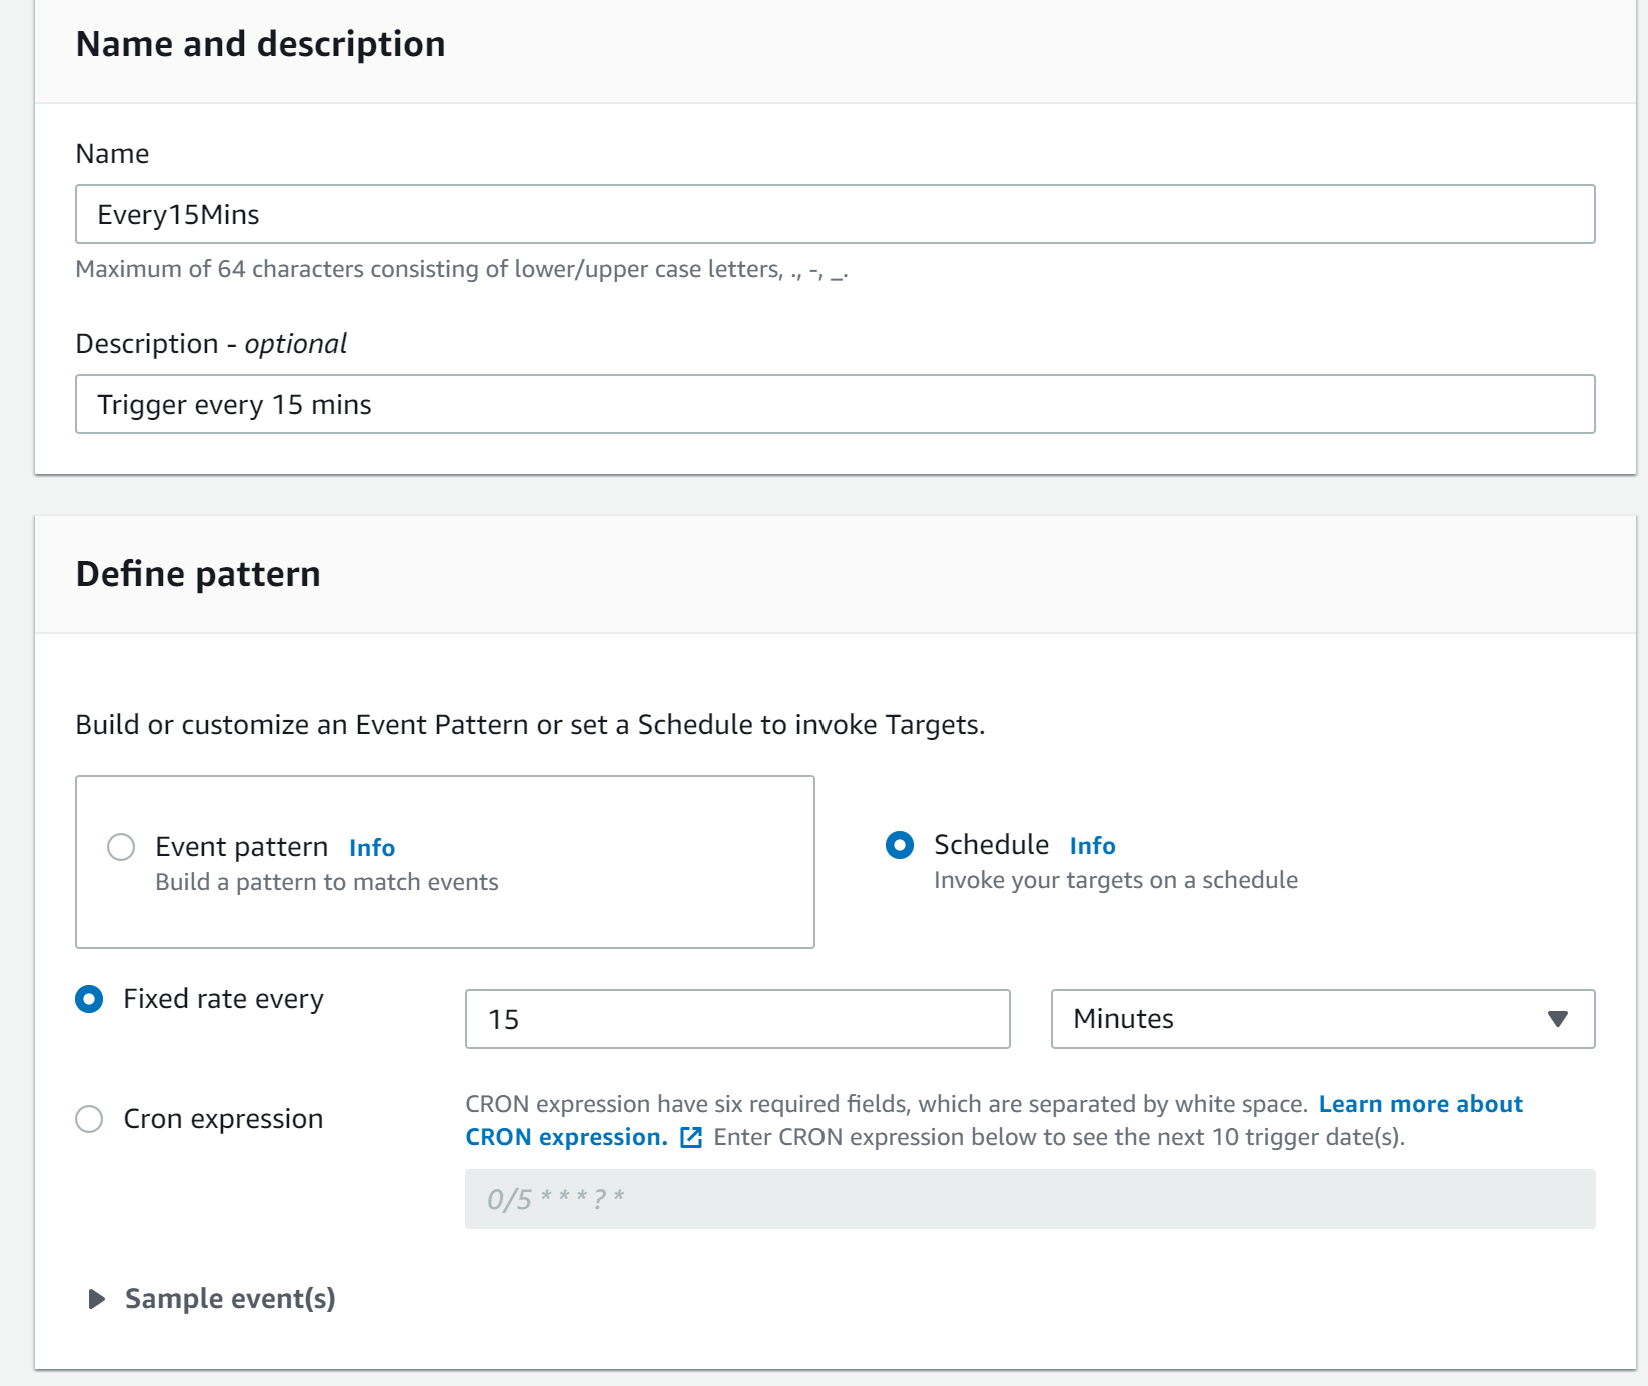 Name and description
Name
Every15Mins
Maximum of 64 characters consisting of lower/upper case letters, ., -, _.
Description - optional
Trigger every 15 mins
Define pattern
Build or customize an Event Pattern or set a Schedule to invoke Targets.
Event pattern Info
Build a pattern to match events
Schedule Info
Invoke your targets on a schedule
Fixed rate every
15
Minutes
Cron expression
CRON expression have six required fields, which are separated by white space. Learn more about
CRON expression. Enter CRON expression below to see the next 10 trigger date(s).
0/5 * * * ? *
Sample event(s)